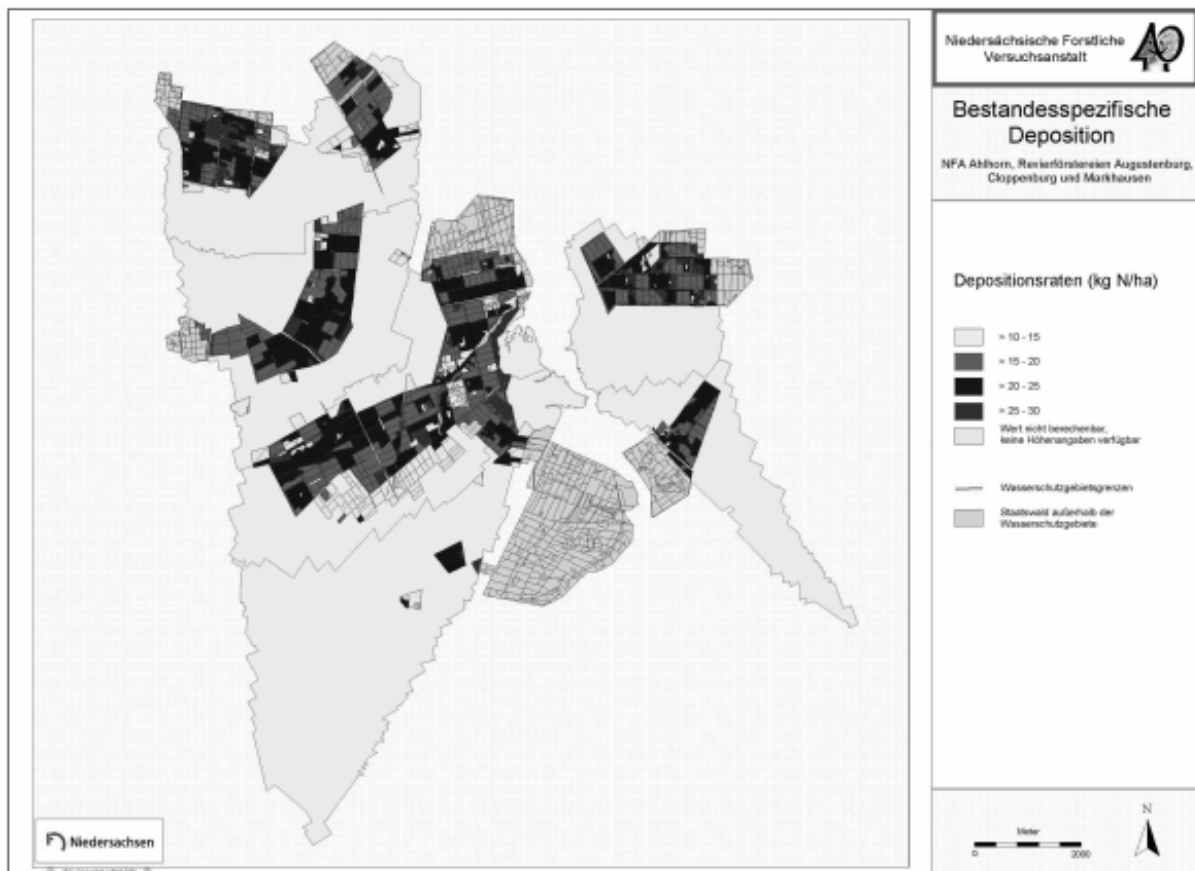 Niedersächsische Forstliche
Versuchsanstalt
Bestandesspezifische
Deposition
NFA Ahlhorn, Revierförstereien Augustenburg,
Cloppenburg und Markhausen
Depositionsraten (kg N/ha)
> 10 - 15
> 15 - 20
> 20 - 25
> 25 - 30
Wert nicht berechenbar,
keine Höhenangaben verfügbar
Wasserschutzgebietsgrenzen
Staatswald außerhalb der
Wasserschutzgebiete
N
Meter
0 2000
Niedersachsen